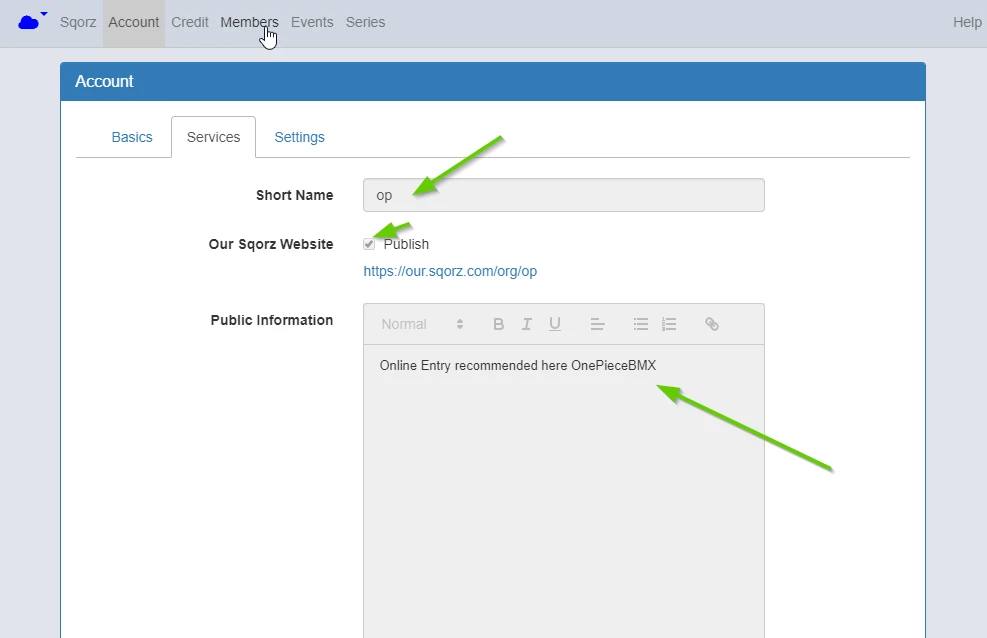 Sqorz Account Credit Members Events Series Help
Account
Basics Services Settings
Short Name op
Our Sqorz Website Publish
https://our.sqorz.com/org/op
Public Information Normal B I U
Online Entry recommended here OnePieceBMX